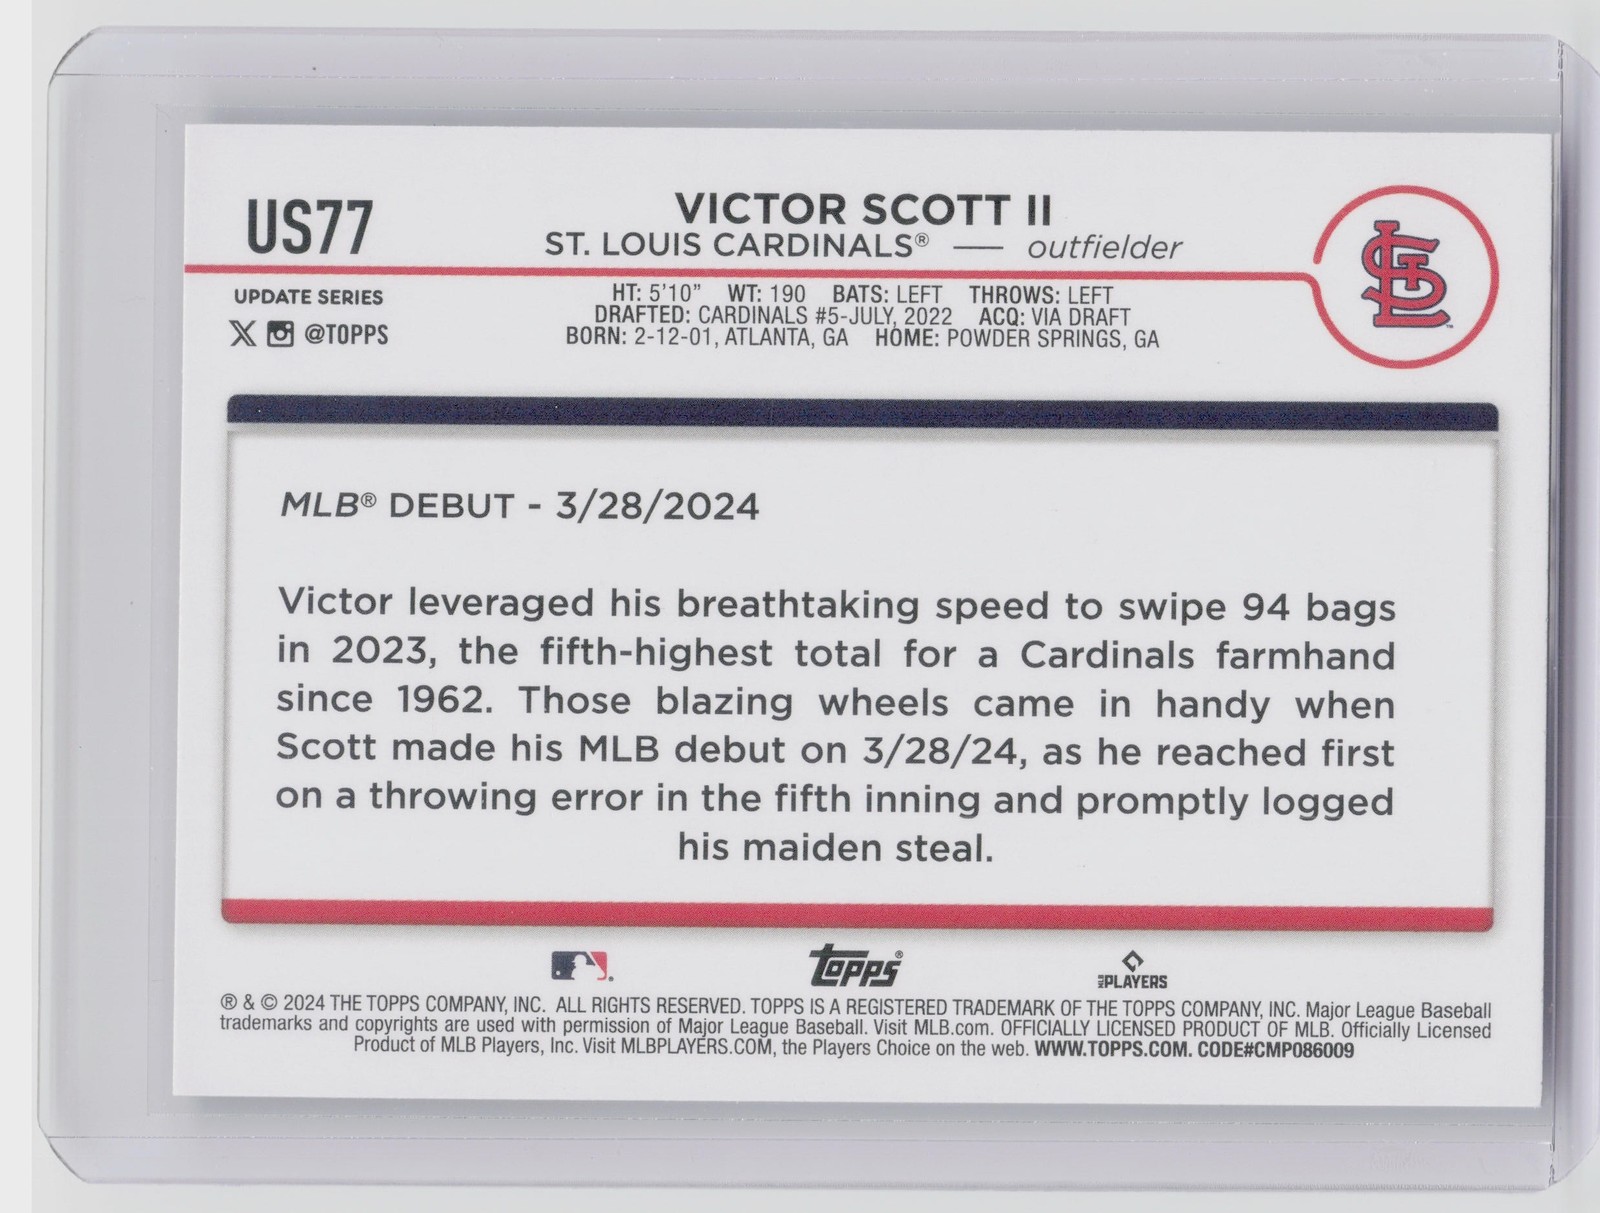 US77
VICTOR SCOTT II
ST. LOUIS CARDINALS® — outfielder
UPDATE SERIES
@TOPPS
HT: 5'10" WT: 190 BATS: LEFT THROWS: LEFT
DRAFTED: CARDINALS #5-JULY, 2022 ACQ: VIA DRAFT
BORN: 2-12-01, ATLANTA, GA HOME: POWDER SPRINGS, GA
STL
MLB® DEBUT - 3/28/2024
Victor leveraged his breathtaking speed to swipe 94 bags
in 2023, the fifth-highest total for a Cardinals farmhand
since 1962. Those blazing wheels came in handy when
Scott made his MLB debut on 3/28/24, as he reached first
on a throwing error in the fifth inning and promptly logged
his maiden steal.
Topps®
MLB PLAYERS
® & © 2024 THE TOPPS COMPANY, INC. ALL RIGHTS RESERVED. TOPPS IS A REGISTERED TRADEMARK OF THE TOPPS COMPANY, INC. Major League Baseball
trademarks and copyrights are used with permission of Major League Baseball. Visit MLB.com. OFFICIALLY LICENSED PRODUCT OF MLB. Officially Licensed
Product of MLB Players, Inc. Visit MLBPLAYERS.COM, the Players Choice on the web. WWW.TOPPS.COM. CODE#CMP086009